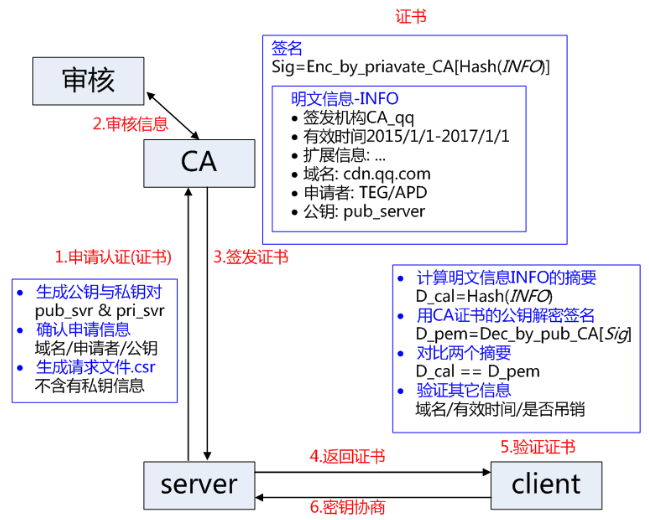 证书
签名
Sig=Enc_by_priavate_CA[Hash(INFO)]
明文信息-INFO
• 签发机构CA_qq
• 有效时间2015/1/1-2017/1/1
• 扩展信息: ...
• 域名: cdn.qq.com
• 申请者: TEG/APD
• 公钥: pub_server
审核
2.审核信息
CA
1.申请认证(证书)
3.签发证书
• 生成公钥与私钥对
pub_svr & pri_svr
• 确认申请信息
域名/申请者/公钥
• 生成请求文件.csr
不含有私钥信息
• 计算明文信息INFO的摘要
D_cal=Hash(INFO)
• 用CA证书的公钥解密签名
D_pem=Dec_by_pub_CA[Sig]
• 对比两个摘要
D_cal == D_pem
• 验证其它信息
域名/有效时间/是否吊销
server
4.返回证书
5.验证证书
client
6.密钥协商